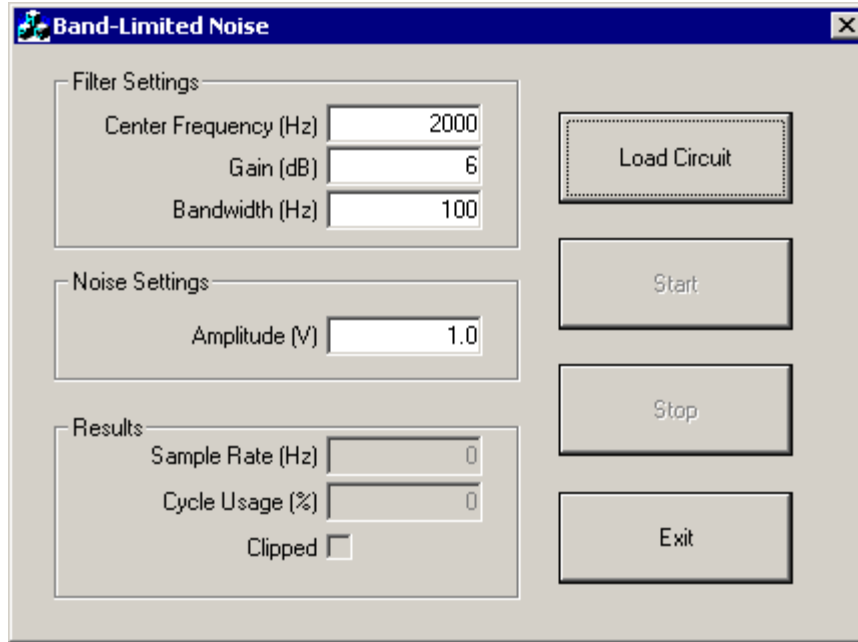 Band-Limited Noise
Filter Settings
Center Frequency (Hz) 2000
Gain (dB) 6
Bandwidth (Hz) 100
Load Circuit
Start
Noise Settings
Amplitude (V) 1.0
Stop
Results
Sample Rate (Hz) 0
Cycle Usage (%) 0
Clipped
Exit